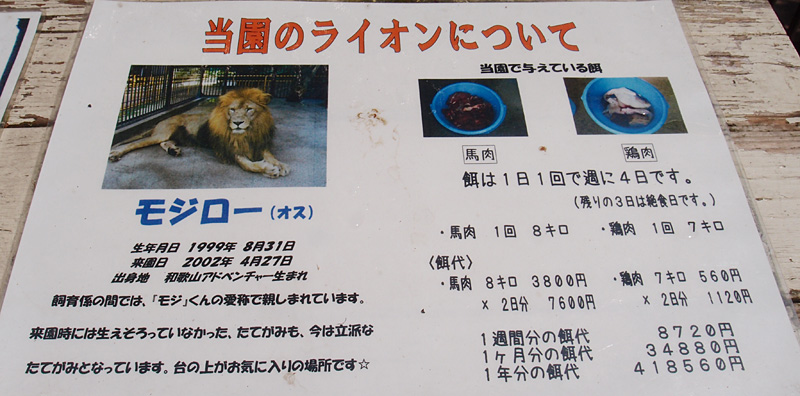 当園のライオンについて
モジロー(オス)
生年月日 1999年 8月31日
来園日 2002年 4月27日
出身地 和歌山アドベンチャー生まれ
飼育係の間では、「モジ」くんの愛称で親しまれています。
来園時には生えそろっていなかった、たてがみも、今は立派な
たてがみとなっています。台の上がお気に入りの場所です☆
当園で与えている餌
馬肉 鶏肉
餌は1日1回で週に4日です。
(残りの3日は絶食日です。)
・馬肉 1回 8キロ ・鶏肉 1回 7キロ
〈餌代〉
・馬肉 8キロ 3800円 ・鶏肉 7キロ 560円
× 2日分 7600円 × 2日分 1120円
1週間分の餌代 8720円
1ヶ月分の餌代 34880円
1年分の餌代 418560円